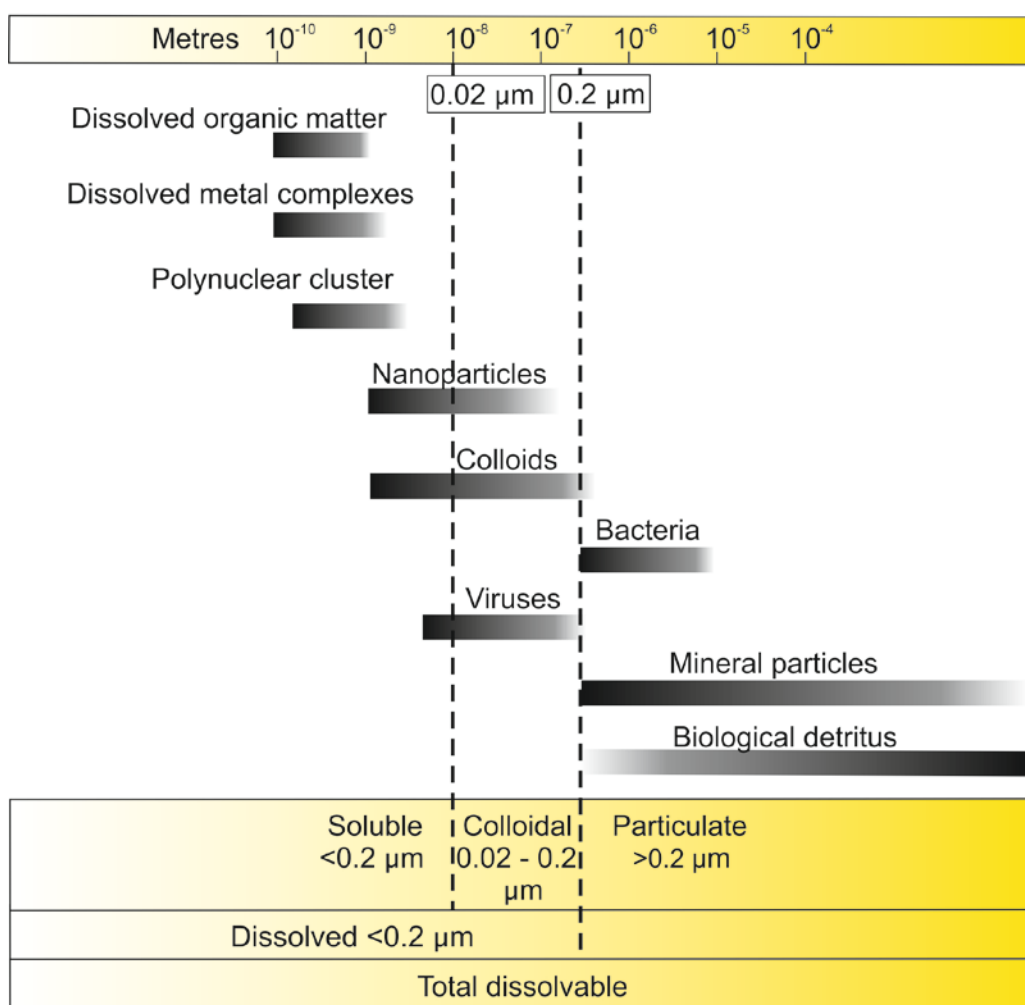 Metres 10⁻¹⁰ 10⁻⁹ 10⁻⁸ 10⁻⁷ 10⁻⁶ 10⁻⁵ 10⁻⁴
0.02 µm 0.2 µm
Dissolved organic matter
Dissolved metal complexes
Polynuclear cluster
Nanoparticles
Colloids
Bacteria
Viruses
Mineral particles
Biological detritus
Soluble Colloidal Particulate
<0.2 µm 0.02 - 0.2 >0.2 µm
µm
Dissolved <0.2 µm
Total dissolvable